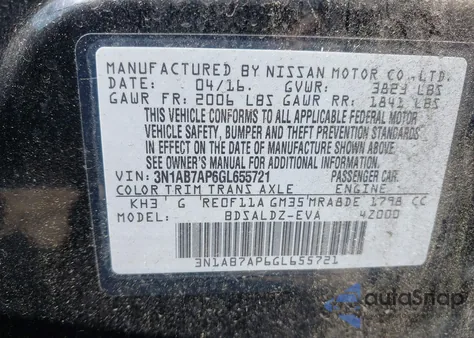 MANUFACTURED BY NISSAN MOTOR CO., LTD.
DATE: 04/16 GVWR: 3823 LBS
GAWR FR: 2006 LBS GAWR RR: 1841 LBS
THIS VEHICLE CONFORMS TO ALL APPLICABLE FEDERAL MOTOR
VEHICLE SAFETY, BUMPER AND THEFT PREVENTION STANDARDS
IN EFFECT ON THE DATE OF MANUFACTURE SHOWN ABOVE.
SEE OWNER'S MANUAL FOR ADDITIONAL INFORMATION.
VIN: 3N1AB7AP6GL655721 PASSENGER CAR
COLOR TRIM TRANS AXLE ENGINE
KH3 G RE0F11A GM35 MRA8DE 1798 CC
BDSALDZ-EVA 42000
3N1AB7AP6GL655721
autoSnap